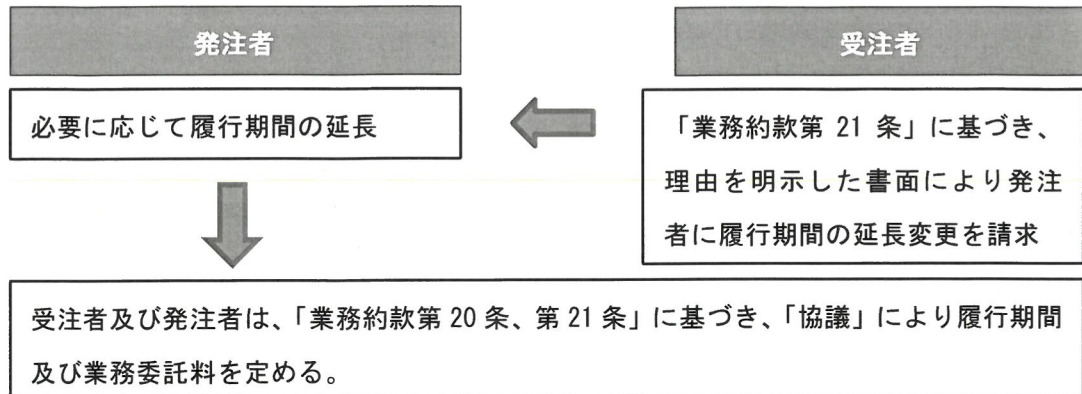 発注者
受注者
必要に応じて履行期間の延長
「業務約款第 21 条」に基づき、
理由を明示した書面により発注
者に履行期間の延長変更を請求
受注者及び発注者は、「業務約款第 20 条、第 21 条」に基づき、「協議」により履行期間
及び業務委託料を定める。